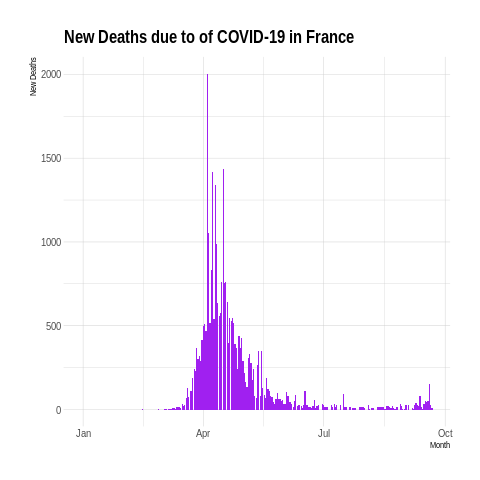 New Deaths due to of COVID-19 in France
New Deaths
2000
1500
1000
500
0
Jan Apr Jul Oct
Month